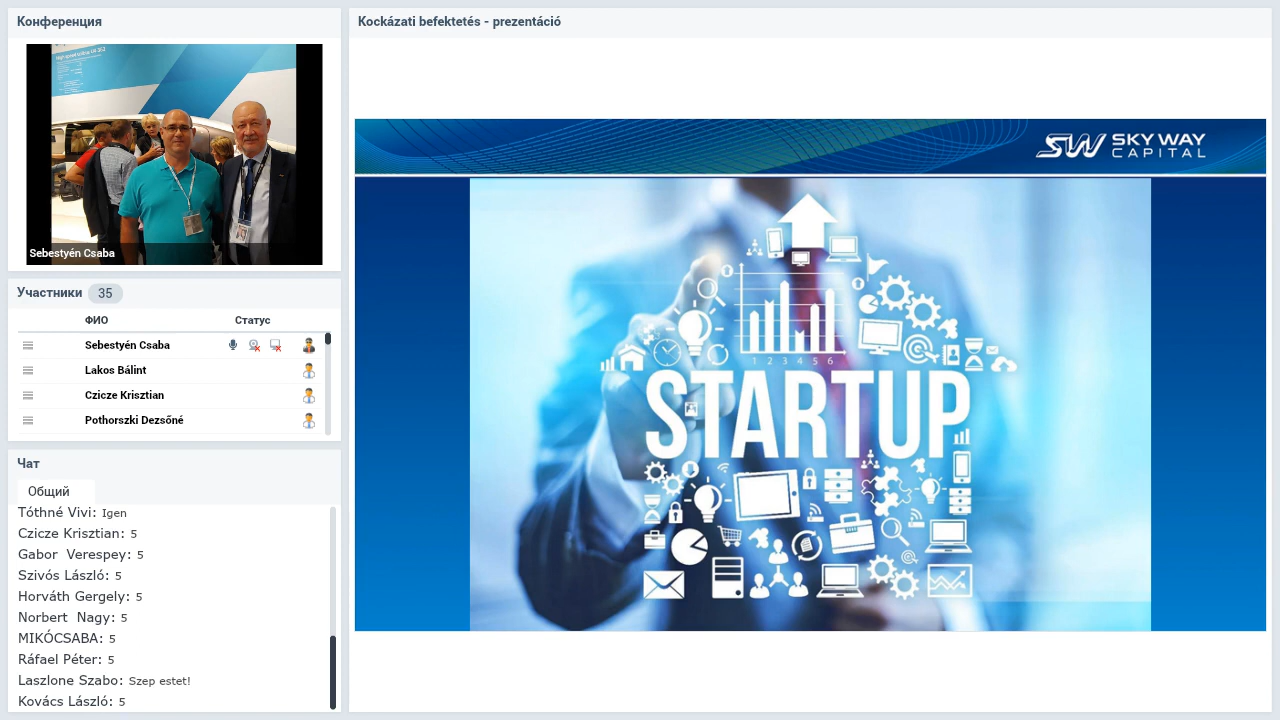 Конференция
Sebestyén Csaba
Участники 35
ФИО Статус
Sebestyén Csaba
Lakos Bálint
Czicze Krisztian
Pothorszki Dezsőné
Чат
Общий
Tóthné Vivi: Igen
Czicze Krisztian: 5
Gabor Verespey: 5
Szivós László: 5
Horváth Gergely: 5
Norbert Nagy: 5
MIKÓCSABA: 5
Ráfael Péter: 5
Laszlone Szabo: Szep estet!
Kovács László: 5
Kockázati befektetés - prezentáció
SW SKY WAY
CAPITAL
1 2 3 4 5 6
STARTUP